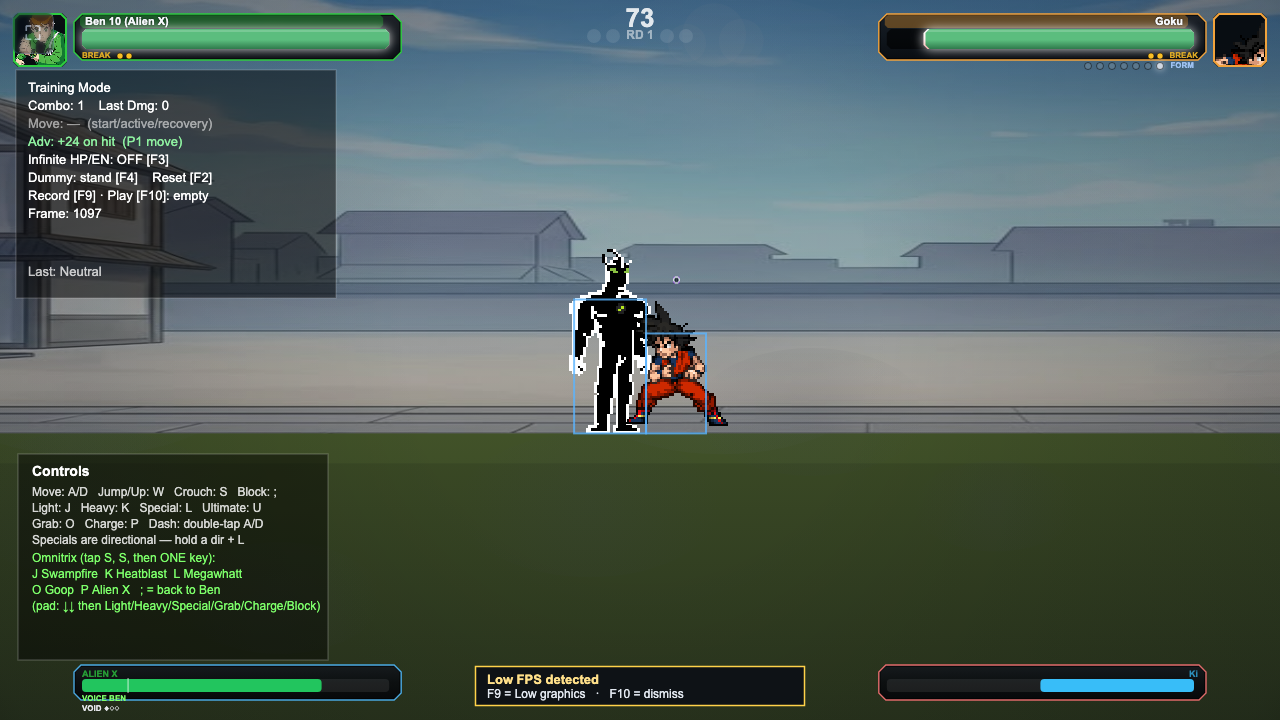 Ben 10 (Alien X)
BREAK
73
RD 1
Goku
BREAK
FORM
Training Mode
Combo: 1 Last Dmg: 0
Move: — (start/active/recovery)
Adv: +24 on hit (P1 move)
Infinite HP/EN: OFF [F3]
Dummy: stand [F4] Reset [F2]
Record [F9] · Play [F10]: empty
Frame: 1097
Last: Neutral
Controls
Move: A/D Jump/Up: W Crouch: S Block: ;
Light: J Heavy: K Special: L Ultimate: U
Grab: O Charge: P Dash: double-tap A/D
Specials are directional — hold a dir + L
Omnitrix (tap S, S, then ONE key):
J Swampfire K Heatblast L Megawhatt
O Goop P Alien X ; = back to Ben
(pad: ↓↓ then Light/Heavy/Special/Grab/Charge/Block)
ALIEN X
VOICE BEN
VOID ◆◇◇
Low FPS detected
F9 = Low graphics · F10 = dismiss
Ki